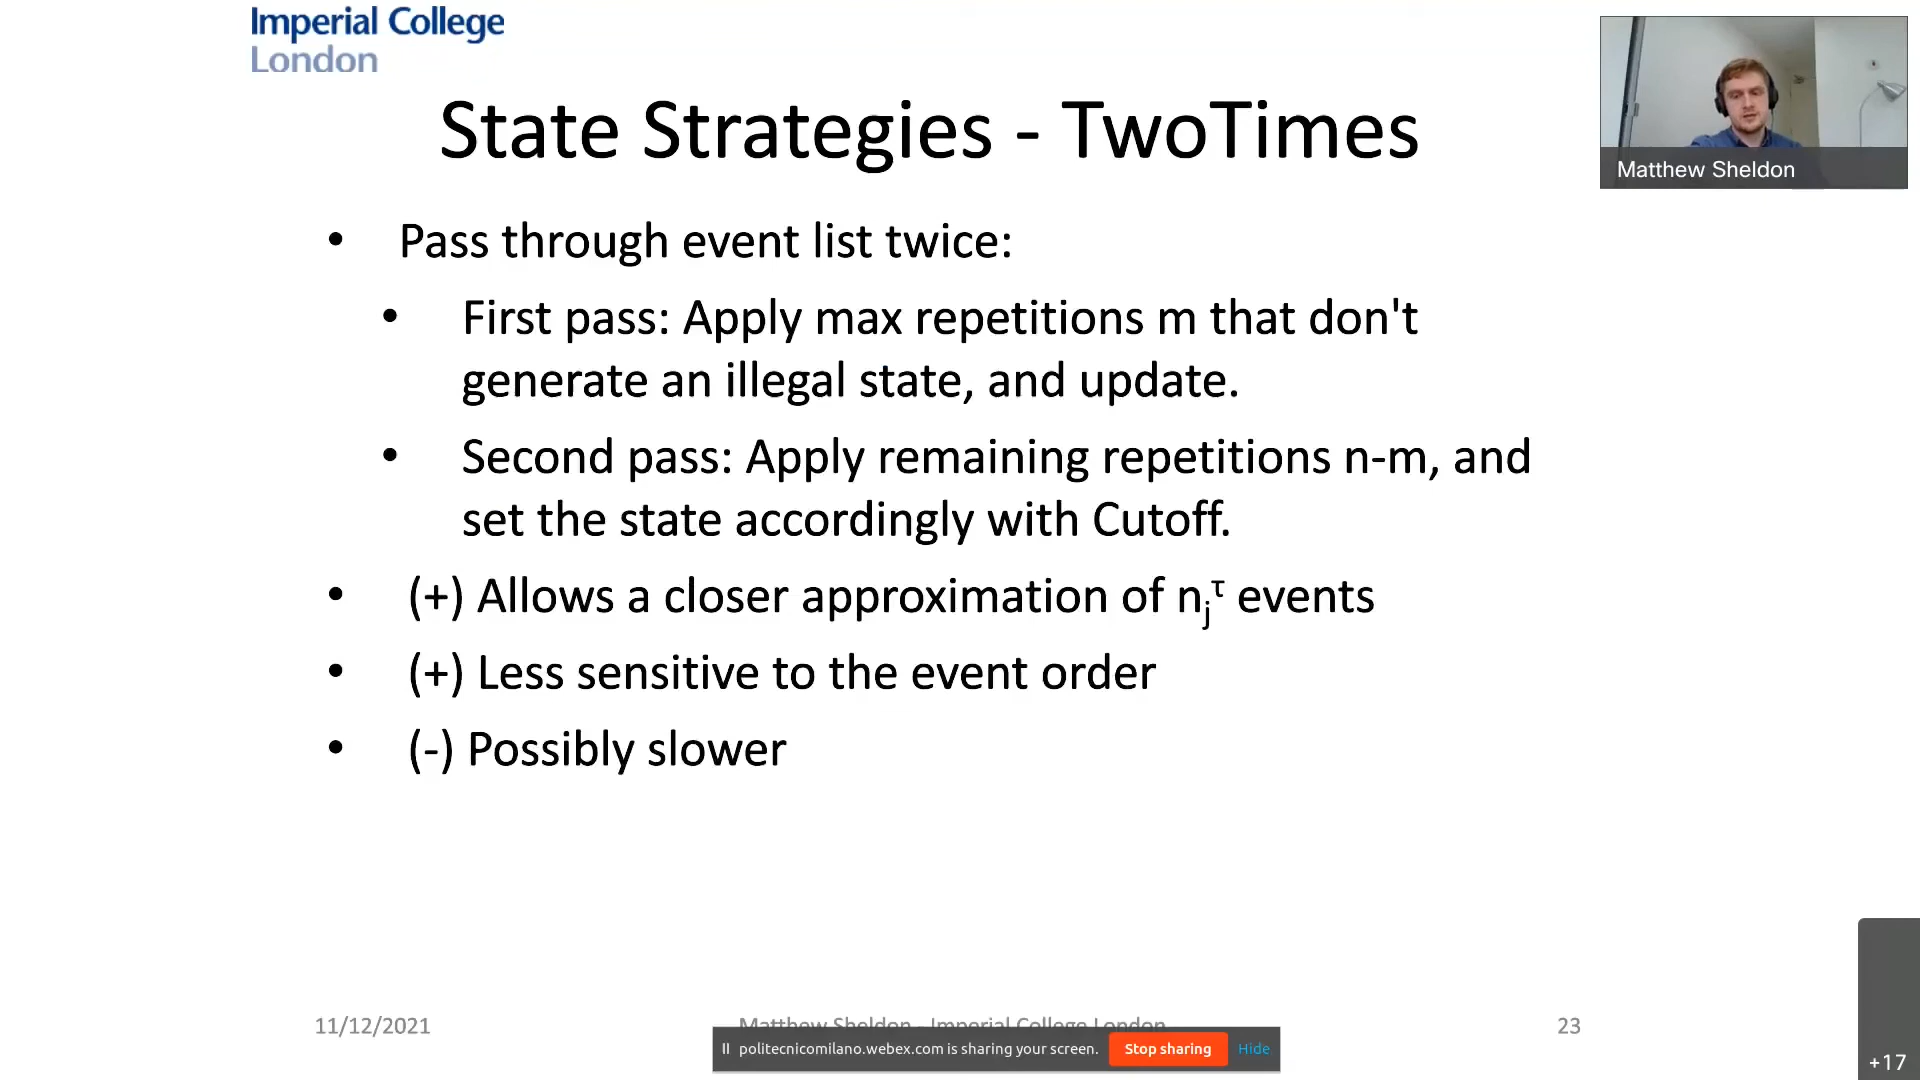 Imperial College
London
State Strategies - TwoTimes
Matthew Sheldon
• Pass through event list twice:
• First pass: Apply max repetitions m that don't
generate an illegal state, and update.
• Second pass: Apply remaining repetitions n-m, and
set the state accordingly with Cutoff.
• (+) Allows a closer approximation of nⱼᵗ events
• (+) Less sensitive to the event order
• (-) Possibly slower
11/12/2021
Matthew Sheldon - Imperial College London
23
politecnicomilano.webex.com is sharing your screen.
Stop sharing
Hide
+17